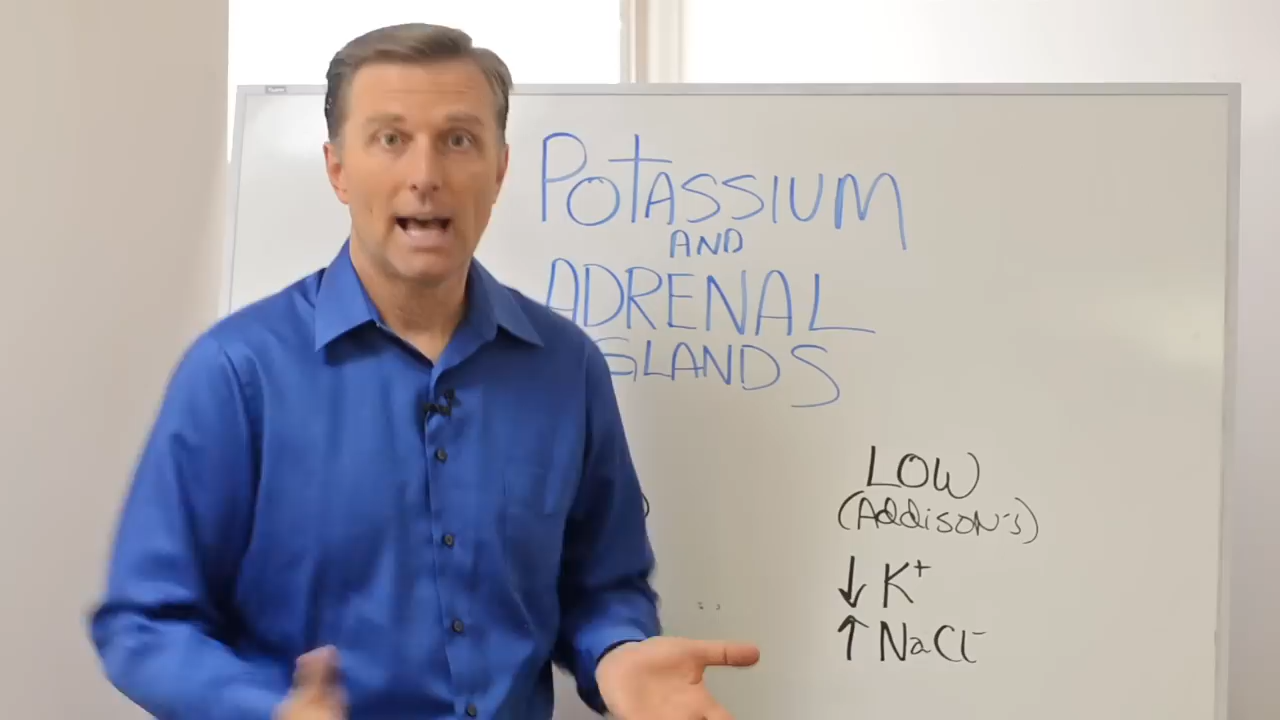 POTASSIUM
AND
ADRENAL
GLANDS
LOW
(Addison's)
↓ K+
↑ NaCl-